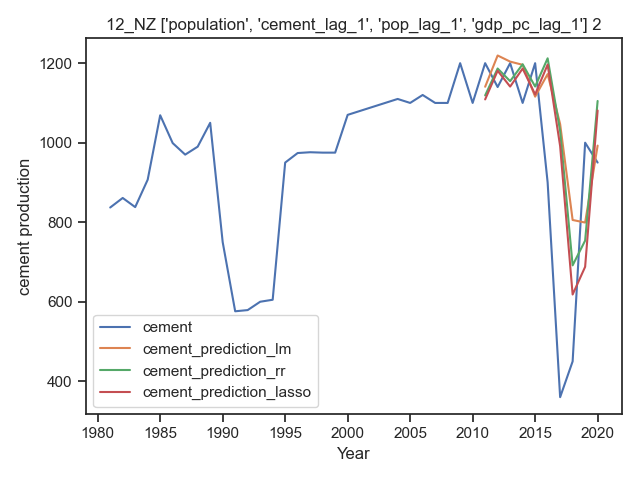 12_NZ ['population', 'cement_lag_1', 'pop_lag_1', 'gdp_pc_lag_1'] 2
1200
1000
800
600
400
cement production
cement
cement_prediction_lm
cement_prediction_rr
cement_prediction_lasso
1980 1985 1990 1995 2000 2005 2010 2015 2020
Year